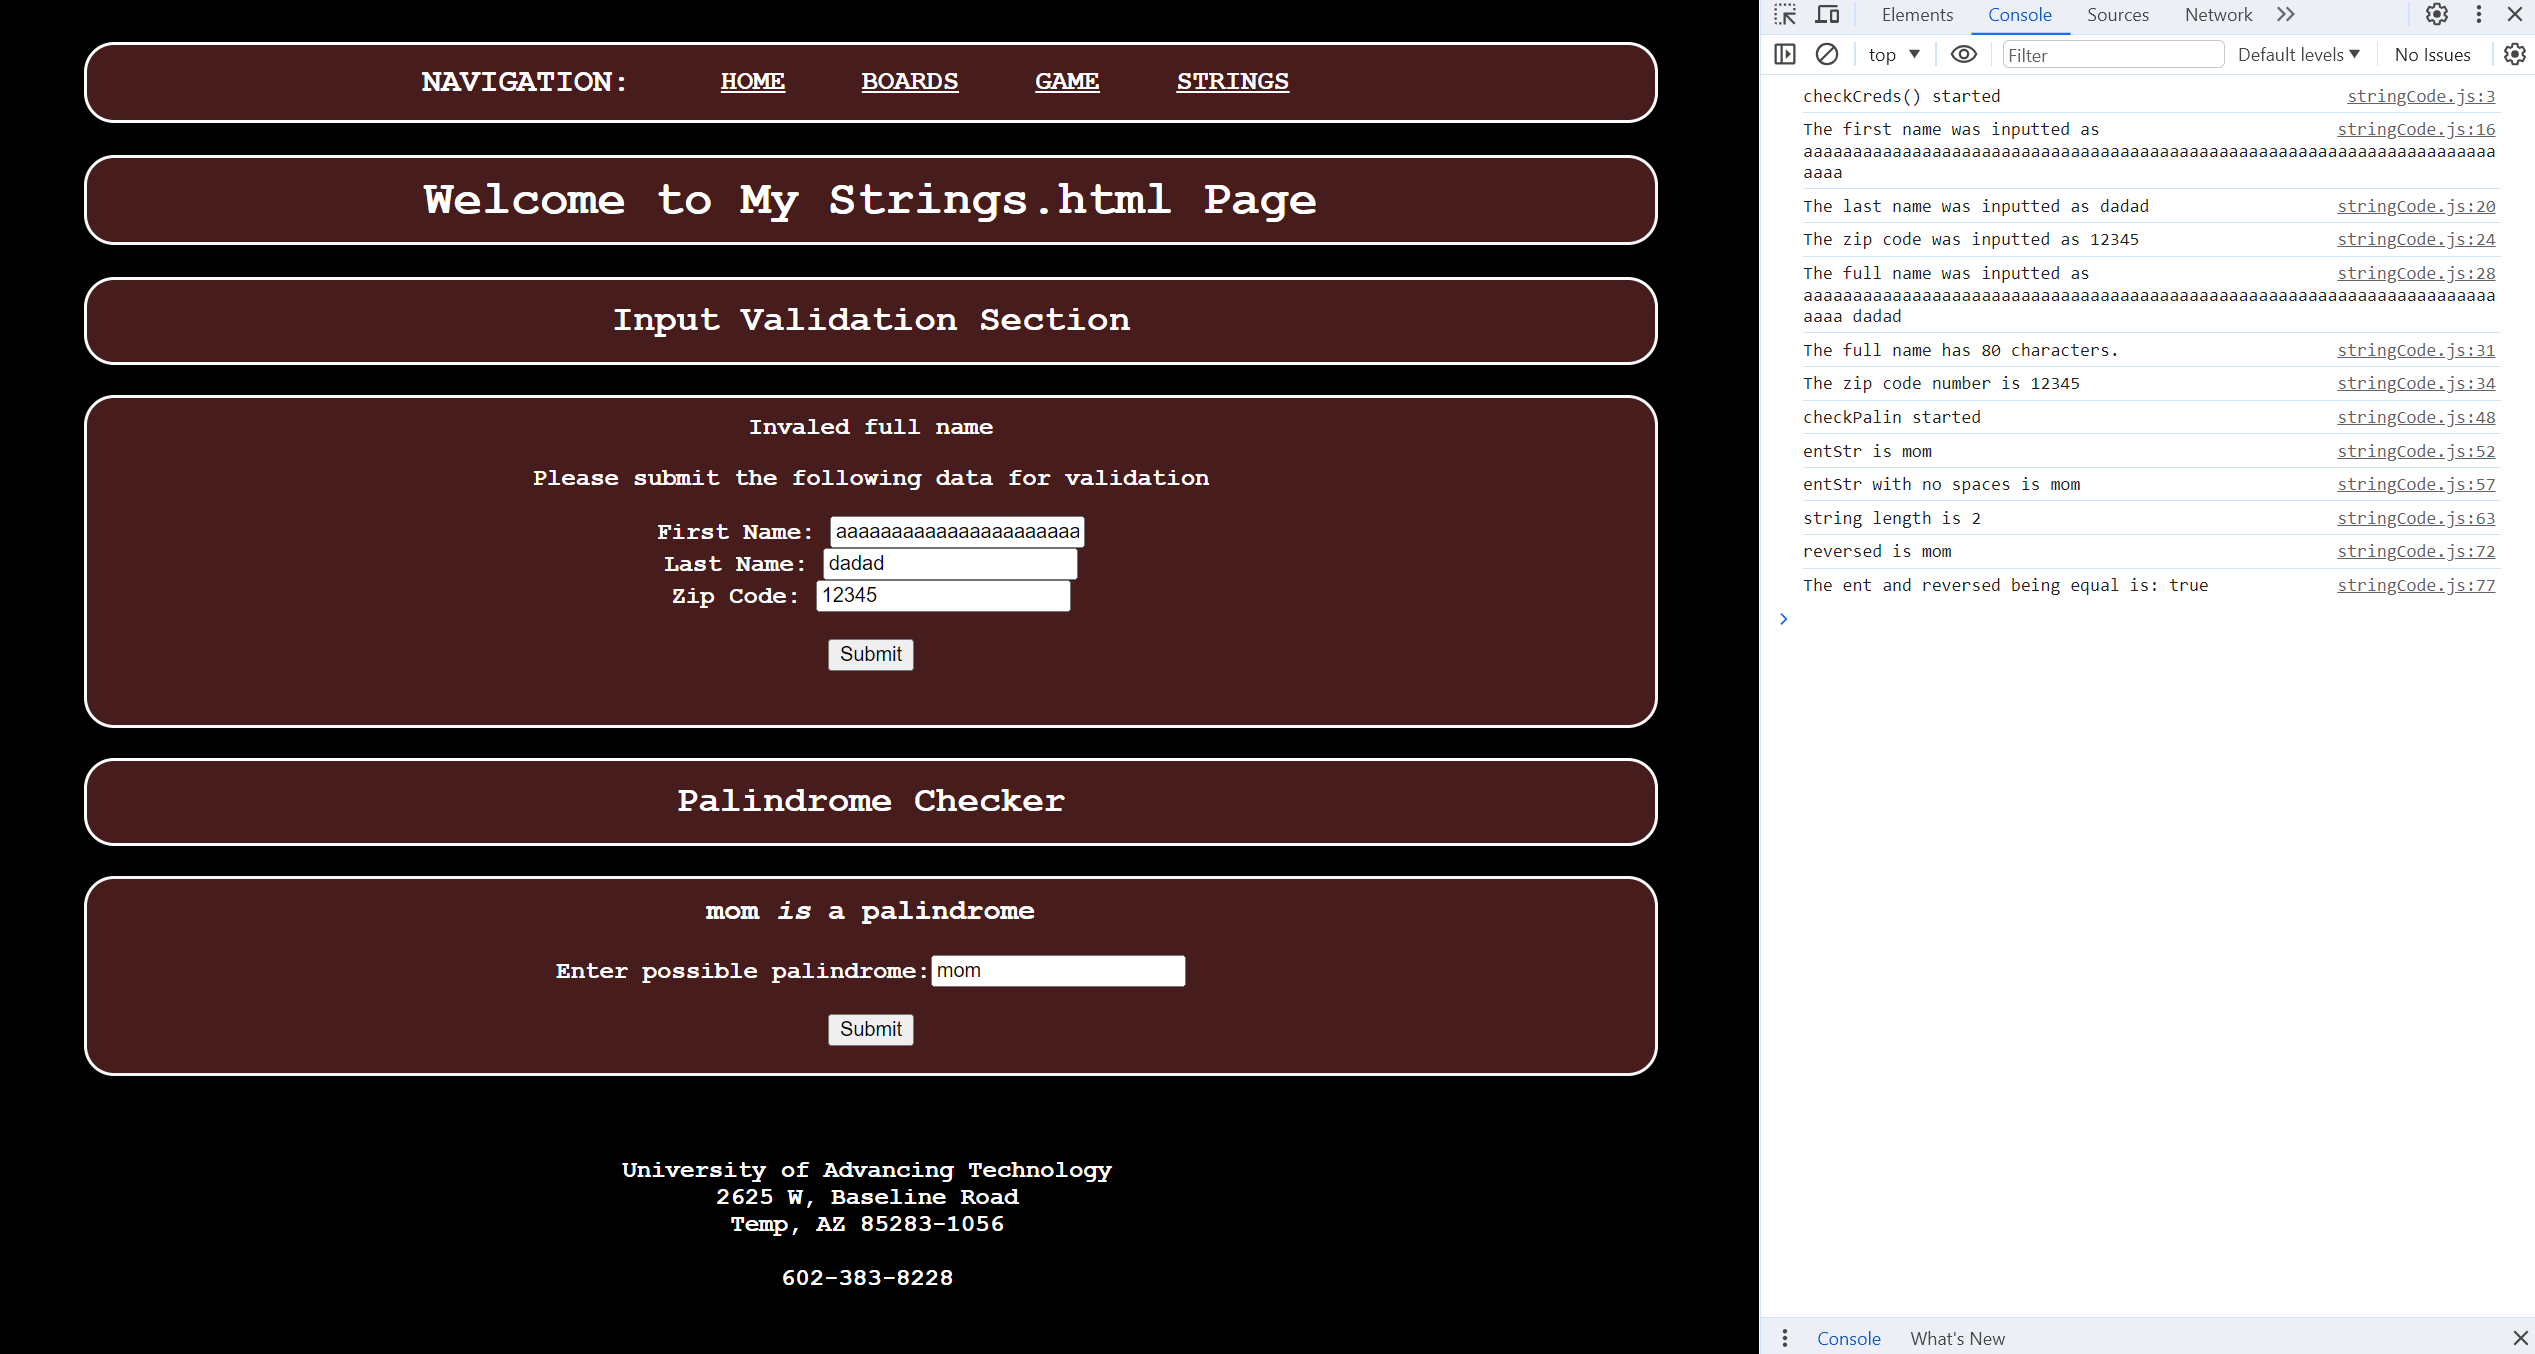 NAVIGATION: HOME BOARDS GAME STRINGS
Welcome to My Strings.html Page
Input Validation Section
Invaled full name
Please submit the following data for validation
First Name: aaaaaaaaaaaaaaaaaaaaaa
Last Name: dadad
Zip Code: 12345
Submit
Palindrome Checker
mom is a palindrome
Enter possible palindrome: mom
Submit
University of Advancing Technology
2625 W, Baseline Road
Temp, AZ 85283-1056
602-383-8228
Elements Console Sources Network
top Filter Default levels No Issues
checkCreds() started stringCode.js:3
The first name was inputted as stringCode.js:16
aaaaaaaaaaaaaaaaaaaaaaaaaaaaaaaaaaaaaaaaaaaaaaaaaaaaaaaaaaaaaaaaaaaaaa
aaaa
The last name was inputted as dadad stringCode.js:20
The zip code was inputted as 12345 stringCode.js:24
The full name was inputted as stringCode.js:28
aaaaaaaaaaaaaaaaaaaaaaaaaaaaaaaaaaaaaaaaaaaaaaaaaaaaaaaaaaaaaaaaaaaaaa
aaaa dadad
The full name has 80 characters. stringCode.js:31
The zip code number is 12345 stringCode.js:34
checkPalin started stringCode.js:48
entStr is mom stringCode.js:52
entStr with no spaces is mom stringCode.js:57
string length is 2 stringCode.js:63
reversed is mom stringCode.js:72
The ent and reversed being equal is: true stringCode.js:77
Console What's New